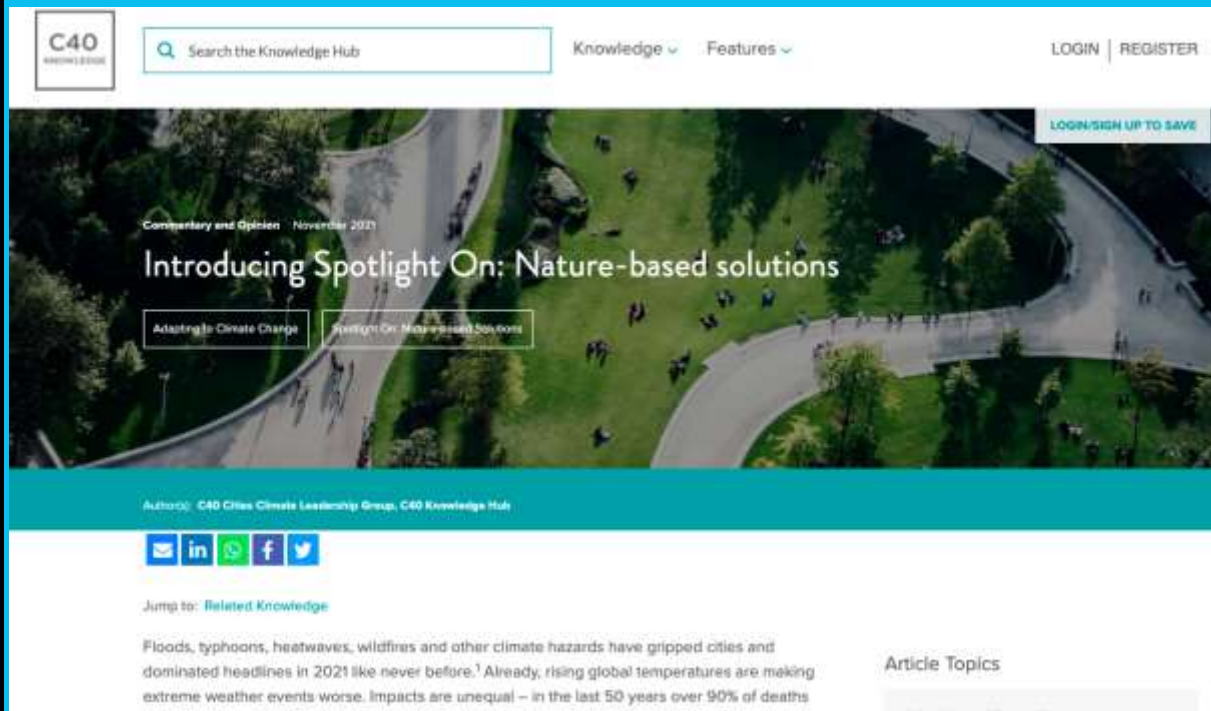 C40
KNOWLEDGE
Search the Knowledge Hub
Knowledge
Features
LOGIN | REGISTER
LOGIN/SIGN UP TO SAVE
Commentary and Opinion November 2021
Introducing Spotlight On: Nature-based solutions
Adapting to Climate Change
Spotlight On: Nature-based Solutions
Author(s): C40 Cities Climate Leadership Group, C40 Knowledge Hub
in
f
Jump to: Related Knowledge
Floods, typhoons, heatwaves, wildfires and other climate hazards have gripped cities and
dominated headlines in 2021 like never before.1 Already, rising global temperatures are making
extreme weather events worse. Impacts are unequal – in the last 50 years over 90% of deaths
Article Topics